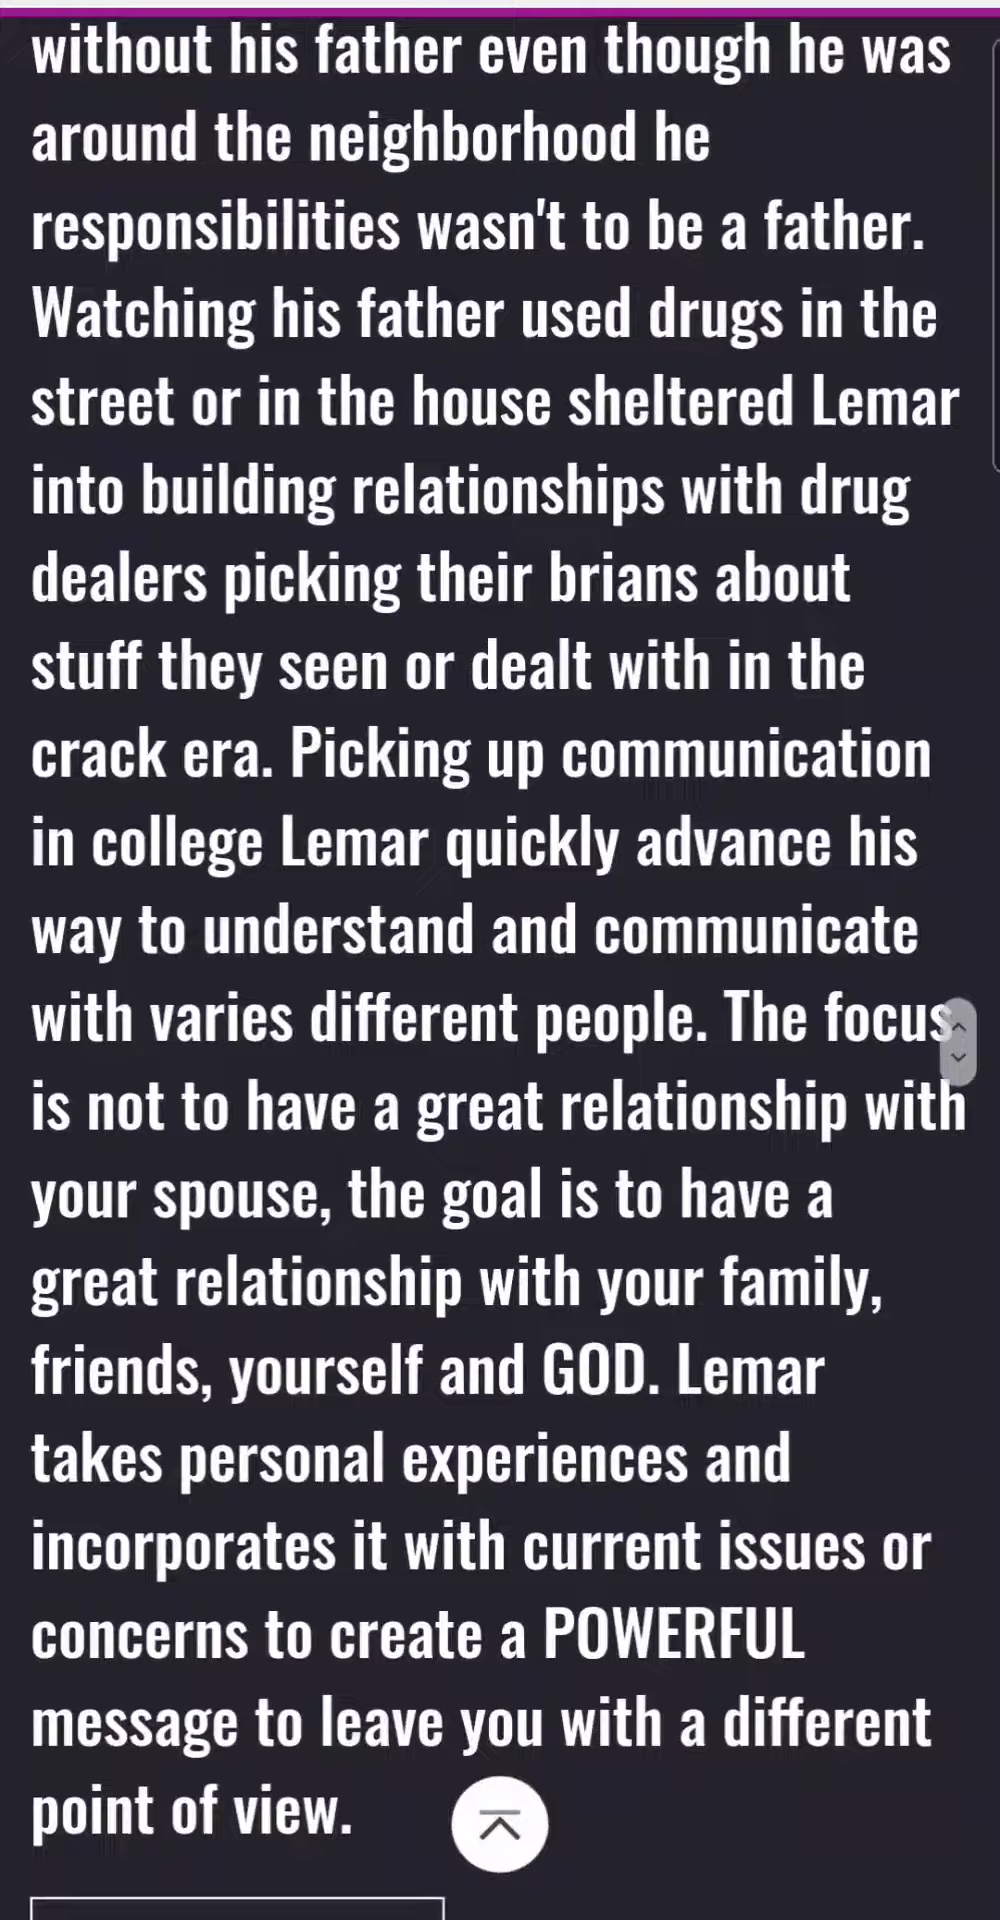 without his father even though he was
around the neighborhood he
responsibilities wasn't to be a father.
Watching his father used drugs in the
street or in the house sheltered Lemar
into building relationships with drug
dealers picking their brians about
stuff they seen or dealt with in the
crack era. Picking up communication
in college Lemar quickly advance his
way to understand and communicate
with varies different people. The focus
is not to have a great relationship with
your spouse, the goal is to have a
great relationship with your family,
friends, yourself and GOD. Lemar
takes personal experiences and
incorporates it with current issues or
concerns to create a POWERFUL
message to leave you with a different
point of view.